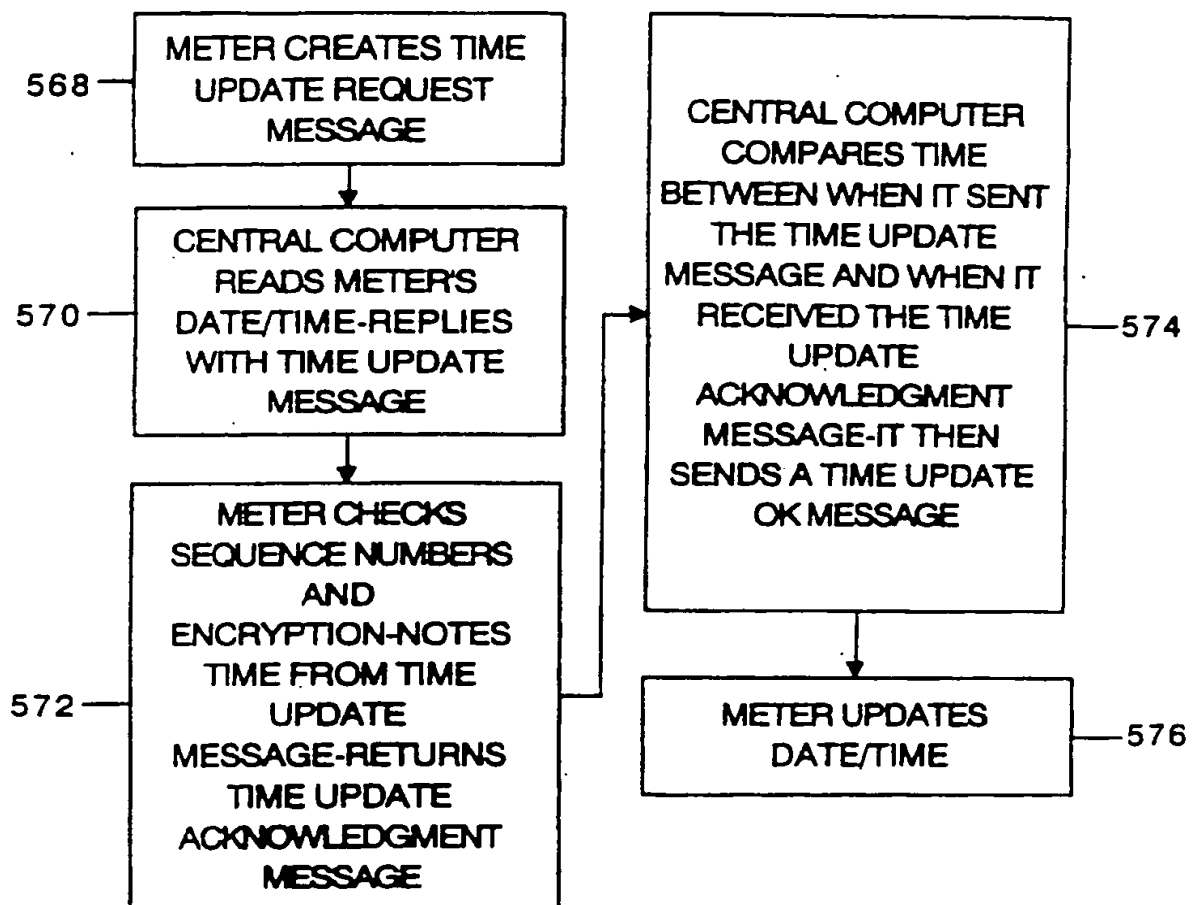 568
METER CREATES TIME
UPDATE REQUEST
MESSAGE
570
CENTRAL COMPUTER
READS METER'S
DATE/TIME-REPLIES
WITH TIME UPDATE
MESSAGE
572
METER CHECKS
SEQUENCE NUMBERS
AND
ENCRYPTION-NOTES
TIME FROM TIME
UPDATE
MESSAGE-RETURNS
TIME UPDATE
ACKNOWLEDGMENT
MESSAGE
CENTRAL COMPUTER
COMPARES TIME
BETWEEN WHEN IT SENT
THE TIME UPDATE
MESSAGE AND WHEN IT
RECEIVED THE TIME
UPDATE
ACKNOWLEDGMENT
MESSAGE-IT THEN
SENDS A TIME UPDATE
OK MESSAGE
574
METER UPDATES
DATE/TIME
576